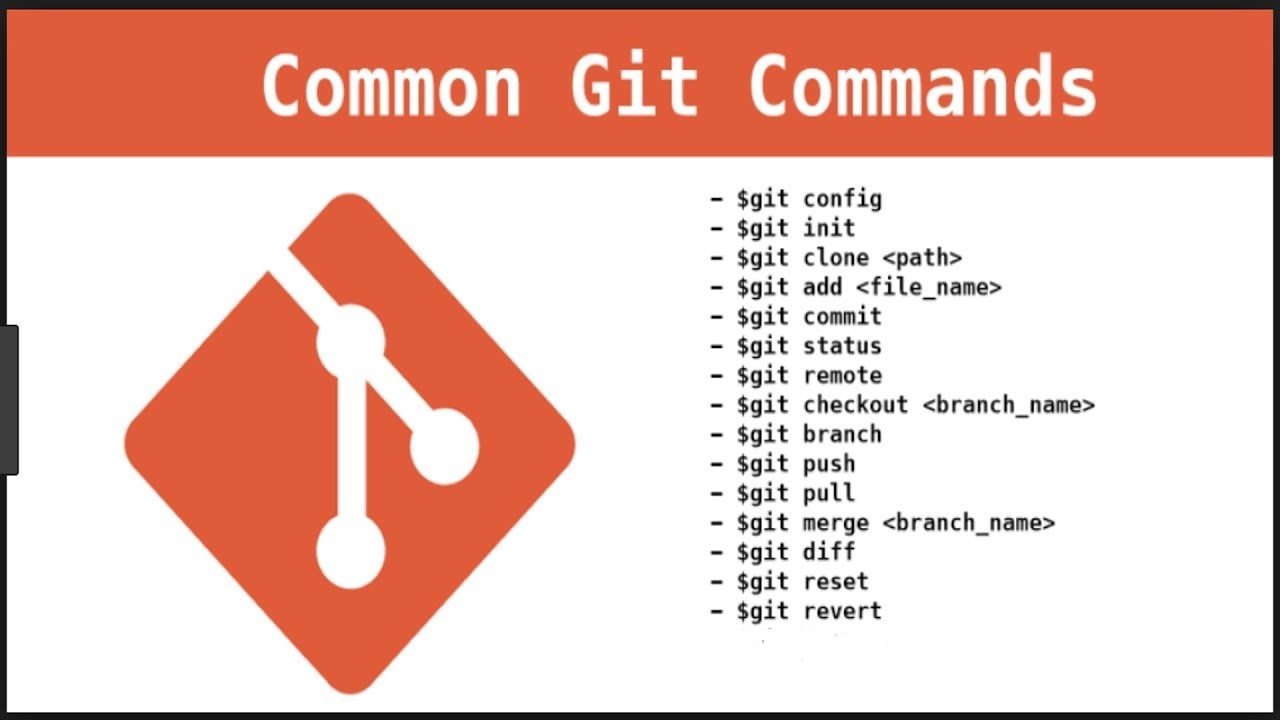 Common Git Commands
- $git config
- $git init
- $git clone <path>
- $git add <file_name>
- $git commit
- $git status
- $git remote
- $git checkout <branch_name>
- $git branch
- $git push
- $git pull
- $git merge <branch_name>
- $git diff
- $git reset
- $git revert